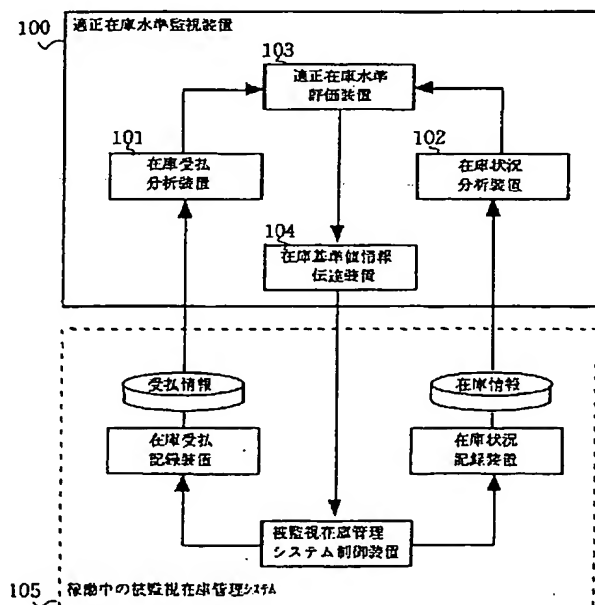 100
適正在庫水準監視装置
103
適正在庫水準
評価装置
101
在庫受払
分析装置
102
在庫状況
分析装置
104
在庫基準値情報
伝達装置
受払情報
在庫情報
在庫受払
記録装置
在庫状況
記録装置
被監視在庫管理
システム制御装置
105
稼動中の被監視在庫管理システム